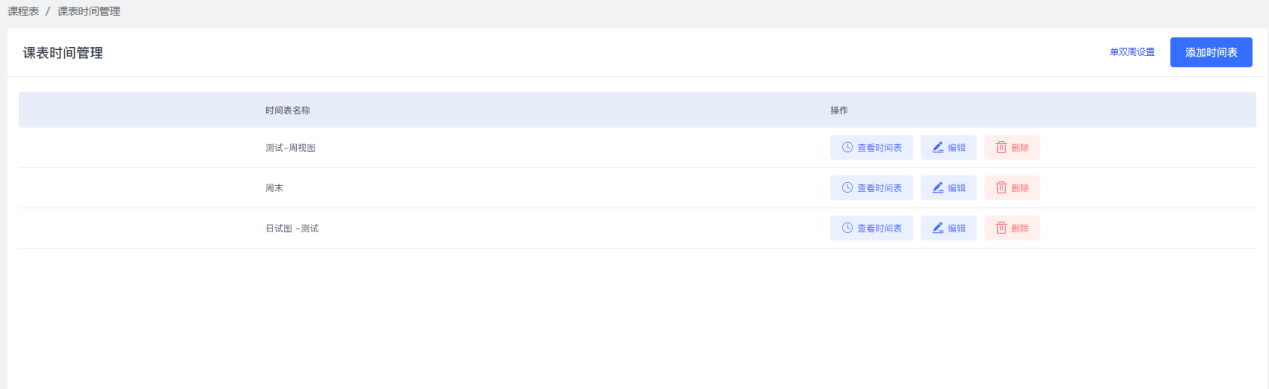 课程表 / 课表时间管理
课表时间管理 单双周设置 添加时间表
时间表名称 操作
测试-周视图 查看时间表 编辑 删除
周末 查看时间表 编辑 删除
日试图 -测试 查看时间表 编辑 删除